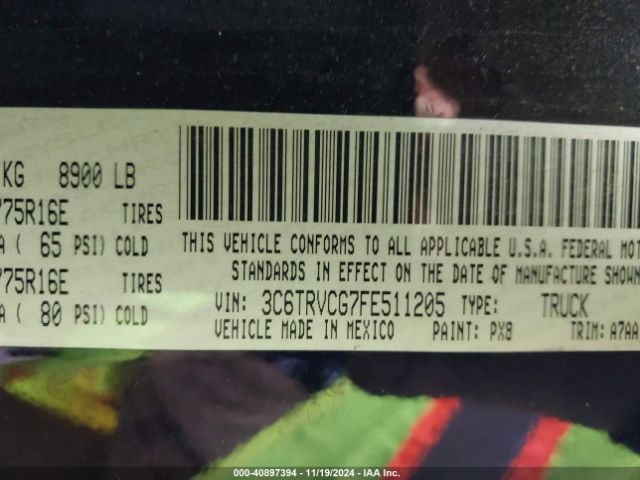 KG 8900 LB
/75R16E TIRES
A ( 65 PSI) COLD
/75R16E TIRES
A ( 80 PSI) COLD
THIS VEHICLE CONFORMS TO ALL APPLICABLE U.S.A. FEDERAL MOT
STANDARDS IN EFFECT ON THE DATE OF MANUFACTURE SHOWN
VIN: 3C6TRVCG7FE511205 TYPE: TRUCK
VEHICLE MADE IN MEXICO PAINT: PX8 TRIM: A7AA
000-40897394 - 11/19/2024 - IAA Inc.